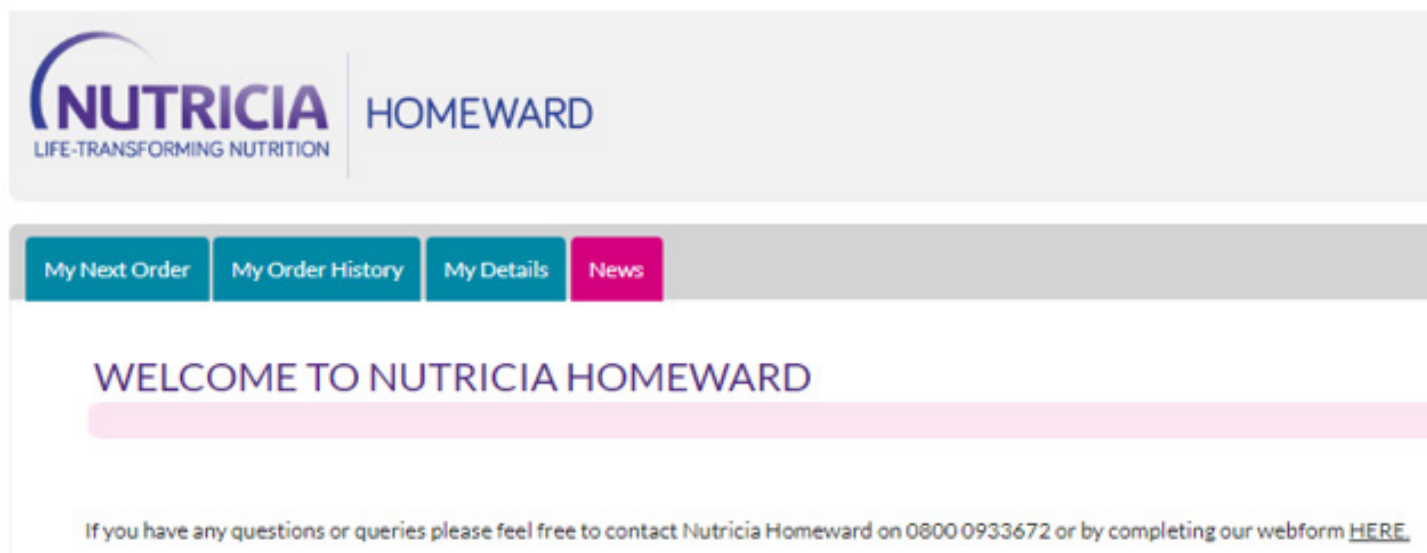 NUTRICIA
LIFE-TRANSFORMING NUTRITION
HOMEWARD
My Next Order
My Order History
My Details
News
WELCOME TO NUTRICIA HOMEWARD
If you have any questions or queries please feel free to contact Nutricia Homeward on 0800 0933672 or by completing our webform HERE.